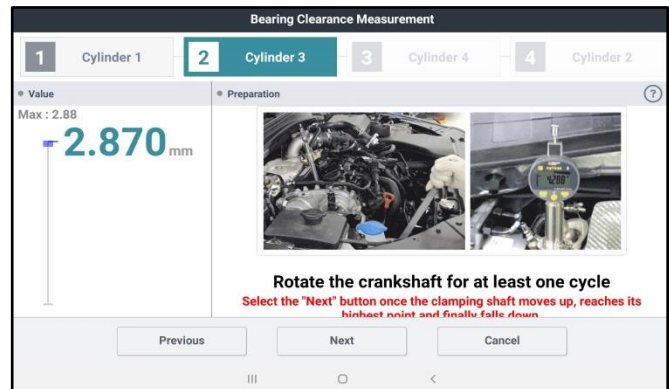 Bearing Clearance Measurement
1 Cylinder 1 2 Cylinder 3 3 Cylinder 4 4 Cylinder 2
Value Preparation ?
Max : 2.88
2.870 mm
Rotate the crankshaft for at least one cycle
Select the "Next" button once the clamping shaft moves up, reaches its
highest point and finally falls down
Previous Next Cancel